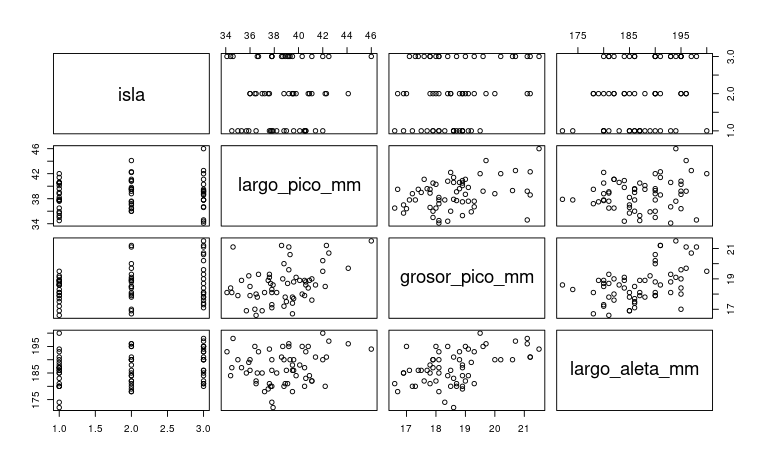 34 36 38 40 42 44 46
175 185 195
isla
1.0 2.0 3.0
34 38 42 46
largo_pico_mm
grosor_pico_mm
17 19 21
175 185 195
largo_aleta_mm
1.0 1.5 2.0 2.5 3.0
17 18 19 20 21